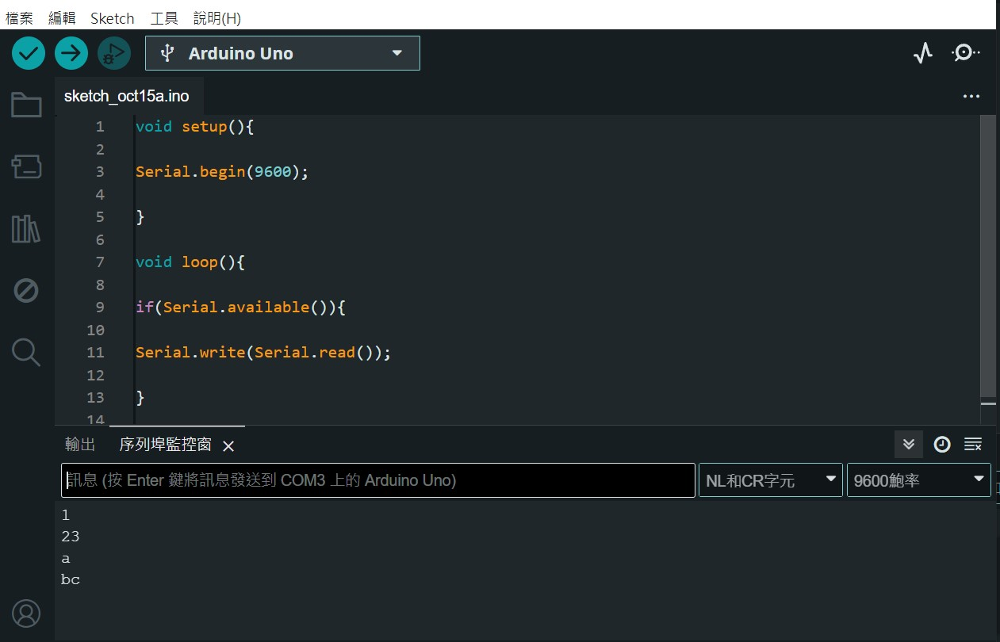 檔案 編輯 Sketch 工具 說明(H)
Arduino Uno
sketch_oct15a.ino
1 void setup(){
2
3 Serial.begin(9600);
4
5 }
6
7 void loop(){
8
9 if(Serial.available()){
10
11 Serial.write(Serial.read());
12
13 }
14
輸出 序列埠監控窗
訊息 (按 Enter 鍵將訊息發送到 COM3 上的 Arduino Uno) NL和CR字元 9600鮑率
1
23
a
bc